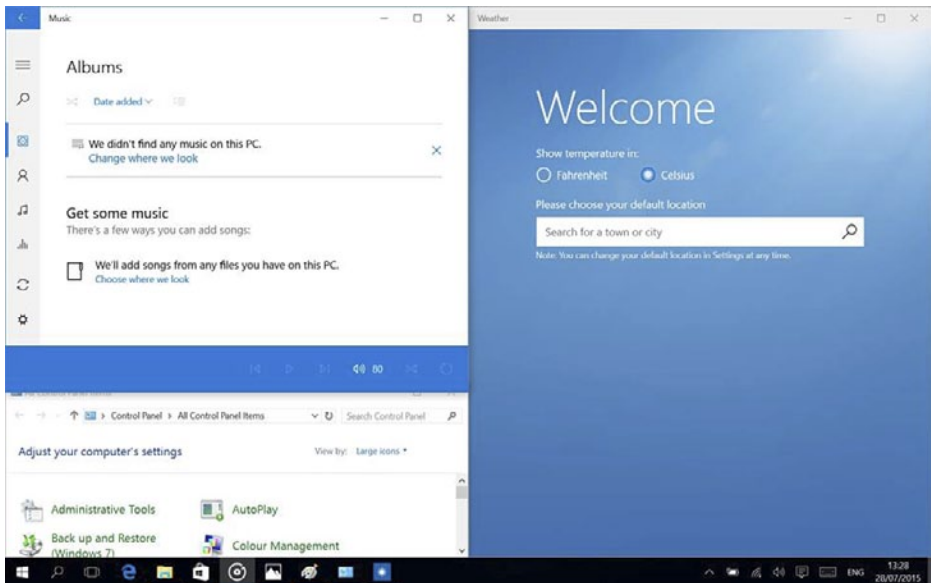 Music
Albums
Date added
We didn't find any music on this PC.
Change where we look
Get some music
There's a few ways you can add songs:
We'll add songs from any files you have on this PC.
Choose where we look
80
Weather
Welcome
Show temperature in:
Fahrenheit
Celsius
Please choose your default location
Search for a town or city
Note: You can change your default location in Settings at any time.
All Control Panel Items
Control Panel > All Control Panel Items
Search Control Panel
Adjust your computer's settings
View by: Large icons
Administrative Tools
AutoPlay
Back up and Restore
(Windows 7)
Colour Management
ENG
13:28
28/07/2015